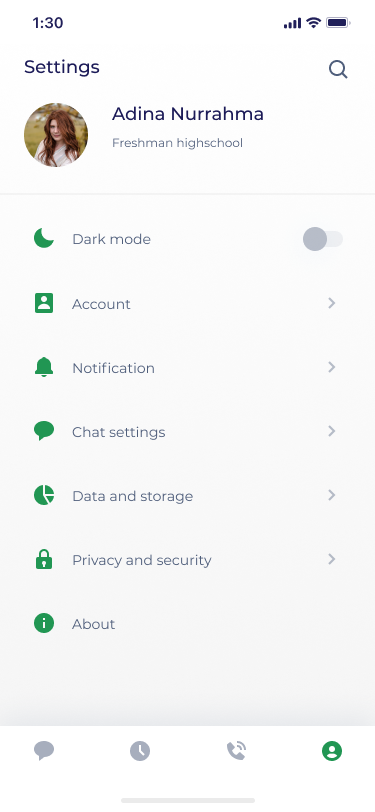 1:30
Settings
Adina Nurrahma
Freshman highschool
Dark mode
Account
Notification
Chat settings
Data and storage
Privacy and security
About